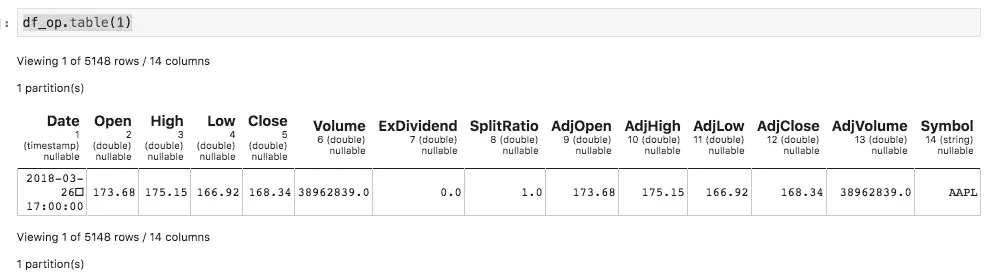 : df_op.table(1)
Viewing 1 of 5148 rows / 14 columns
1 partition(s)
Date Open High Low Close Volume ExDividend SplitRatio AdjOpen AdjHigh AdjLow AdjClose AdjVolume Symbol
1 (timestamp) nullable 2 (double) nullable 3 (double) nullable 4 (double) nullable 5 (double) nullable 6 (double) nullable 7 (double) nullable 8 (double) nullable 9 (double) nullable 10 (double) nullable 11 (double) nullable 12 (double) nullable 13 (double) nullable 14 (string) nullable
2018-03-26□17:00:00 173.68 175.15 166.92 168.34 38962839.0 0.0 1.0 173.68 175.15 166.92 168.34 38962839.0 AAPL
Viewing 1 of 5148 rows / 14 columns
1 partition(s)